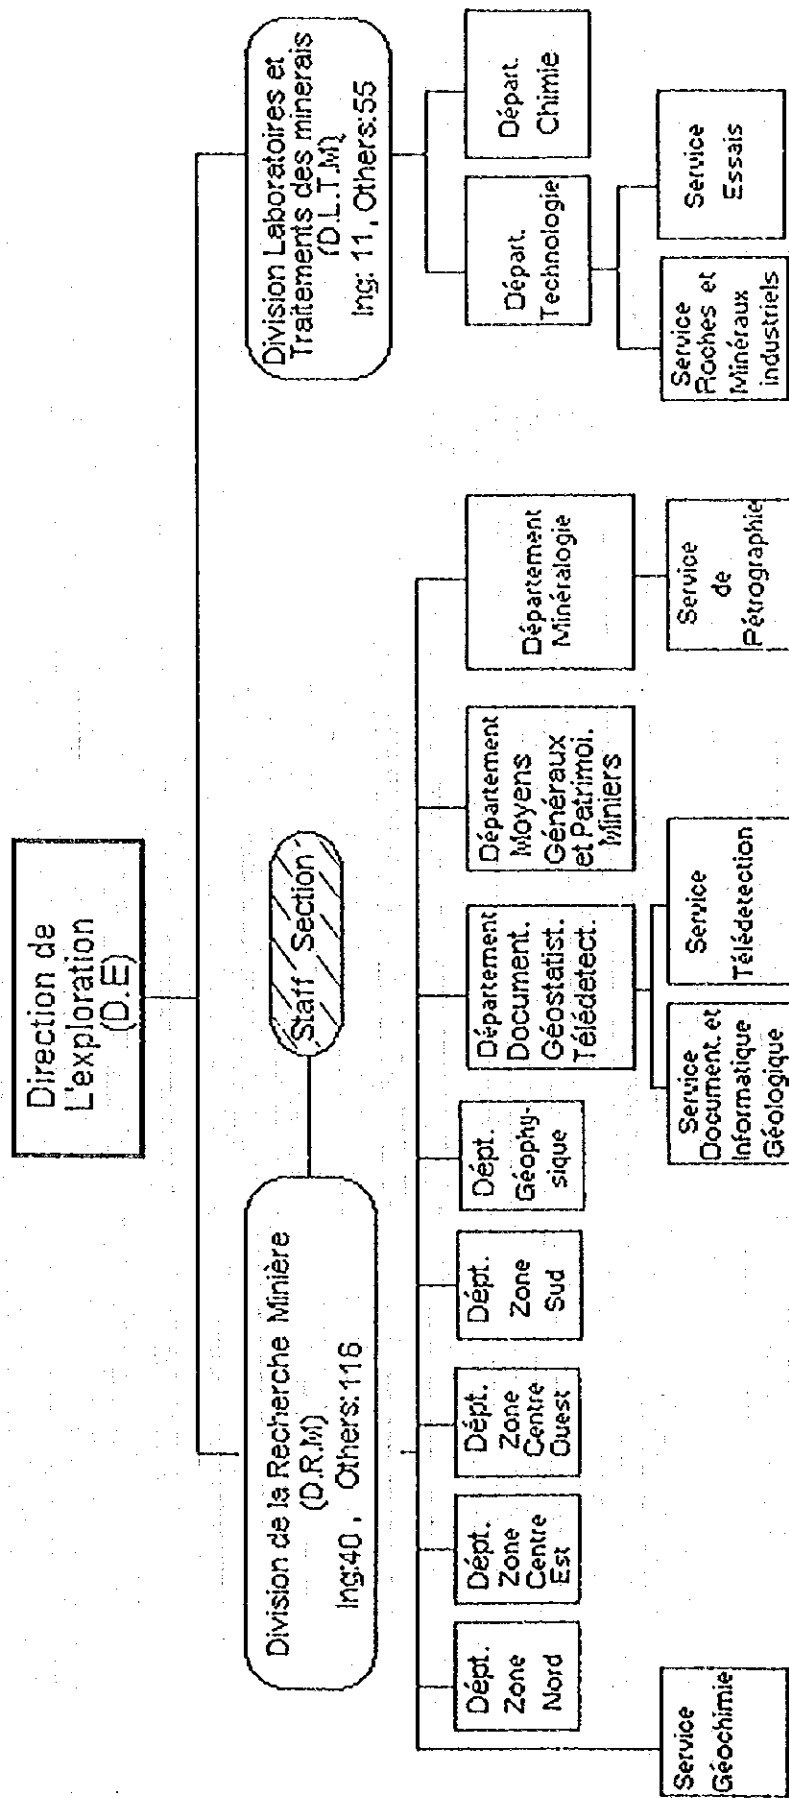 Direction de
L'exploration
(D.E)
Division de la Recherche Minière
(D.R.M)
Ing:40 , Others:116
Staff Section
Division Laboratoires et
Traitements des minerais
(D.L.T.M)
Ing: 11, Others:55
Dépt.
Zone
Nord
Dépt.
Zone
Centre
Est
Dépt.
Zone
Centre
Ouest
Dépt.
Zone
Sud
Dépt.
Géophy-
sique
Département
Document.
Géostatist.
Télédetect.
Département
Moyens
Généraux
et Patrimoi.
Miniers
Département
Minéralogie
Départ.
Technologie
Départ.
Chimie
Service
Géochimie
Service
Document. et
Informatique
Géologique
Service
Télédetection
Service
de
Pétrographie
Service
Roches et
Minéraux
industriels
Service
Essais